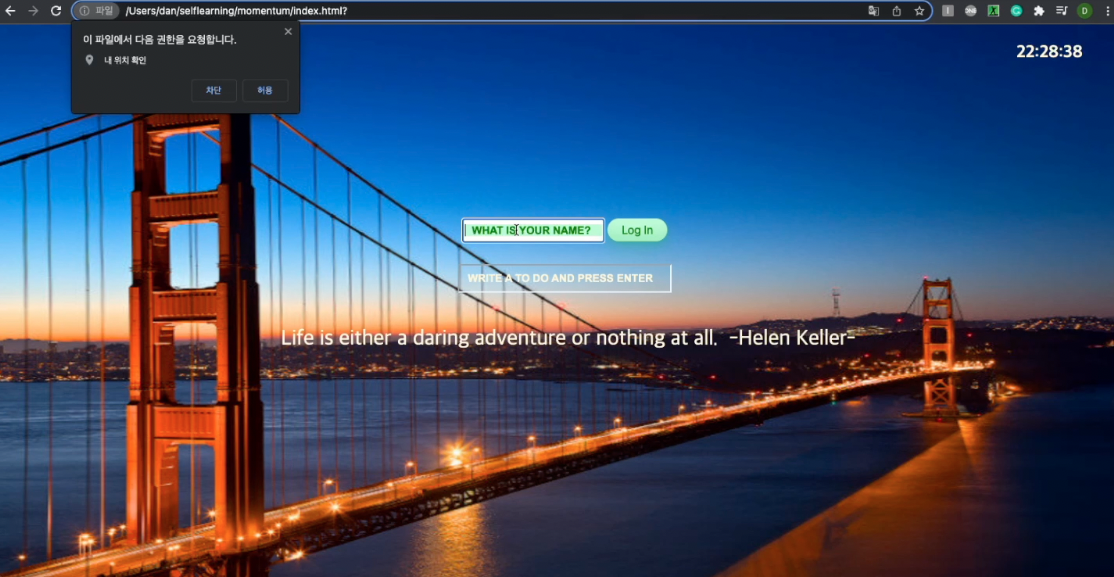 파일 /Users/dan/selflearning/momentum/index.html?
이 파일에서 다음 권한을 요청합니다.
내 위치 확인
차단 허용
22:28:38
WHAT IS YOUR NAME? Log In
WRITE A TO DO AND PRESS ENTER
Life is either a daring adventure or nothing at all. -Helen Keller-
D